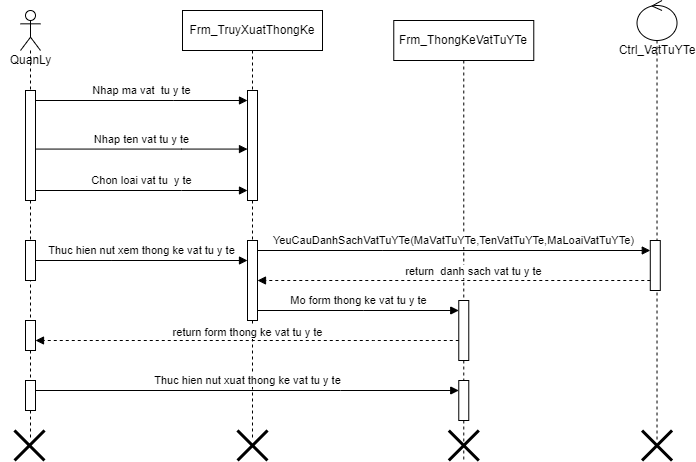 Frm_TruyXuatThongKe
Frm_ThongKeVatTuYTe
Ctrl_VatTuYTe
QuanLy
Nhap ma vat tu y te
Nhap ten vat tu y te
Chon loai vat tu y te
Thuc hien nut xem thong ke vat tu y te
YeuCauDanhSachVatTuYTe(MaVatTuYTe,TenVatTuYTe,MaLoaiVatTuYTe)
return danh sach vat tu y te
Mo form thong ke vat tu y te
return form thong ke vat tu y te
Thuc hien nut xuat thong ke vat tu y te